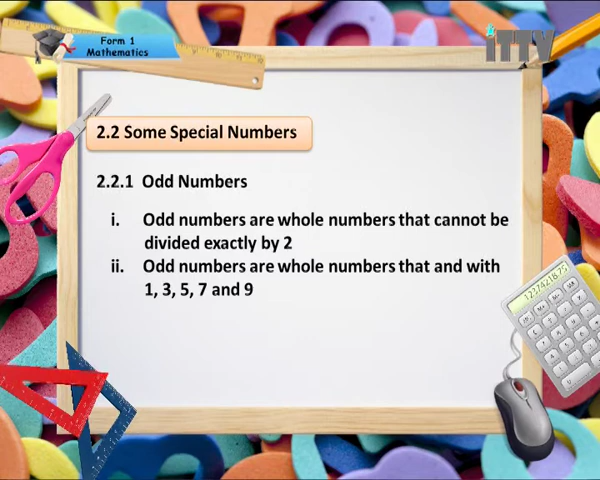 Form 1
Mathematics
iTTV
2.2 Some Special Numbers
2.2.1 Odd Numbers
i. Odd numbers are whole numbers that cannot be
divided exactly by 2
ii. Odd numbers are whole numbers that and with
1, 3, 5, 7 and 9